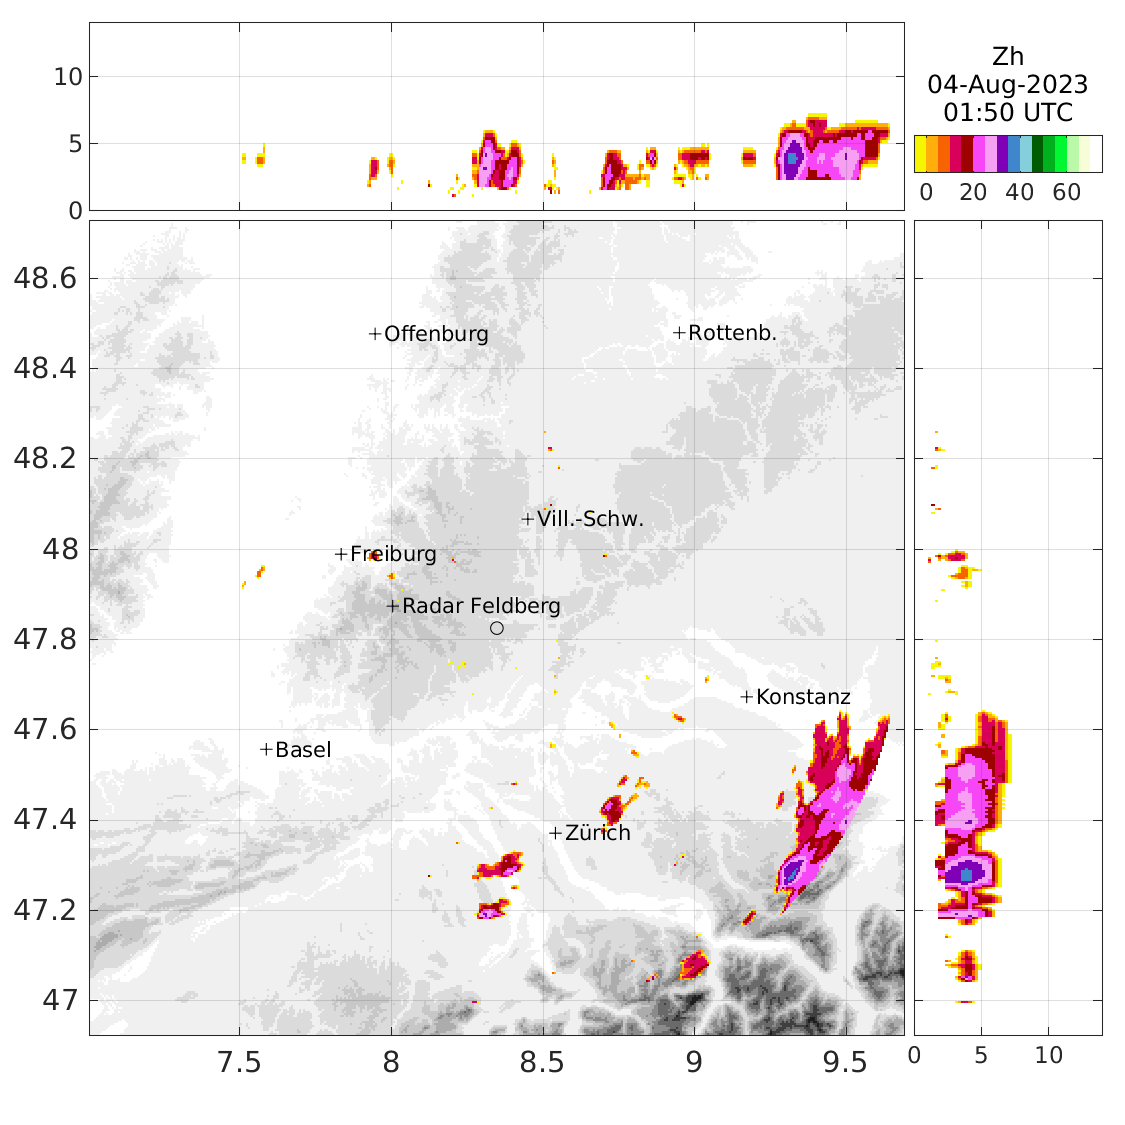 10
5
0
Zh
04-Aug-2023
01:50 UTC
0 20 40 60
48.6
48.4
48.2
48
47.8
47.6
47.4
47.2
47
Offenburg
Rottenb.
Vill.-Schw.
Freiburg
Radar Feldberg
Konstanz
Basel
Zürich
7.5 8 8.5 9 9.5
0 5 10